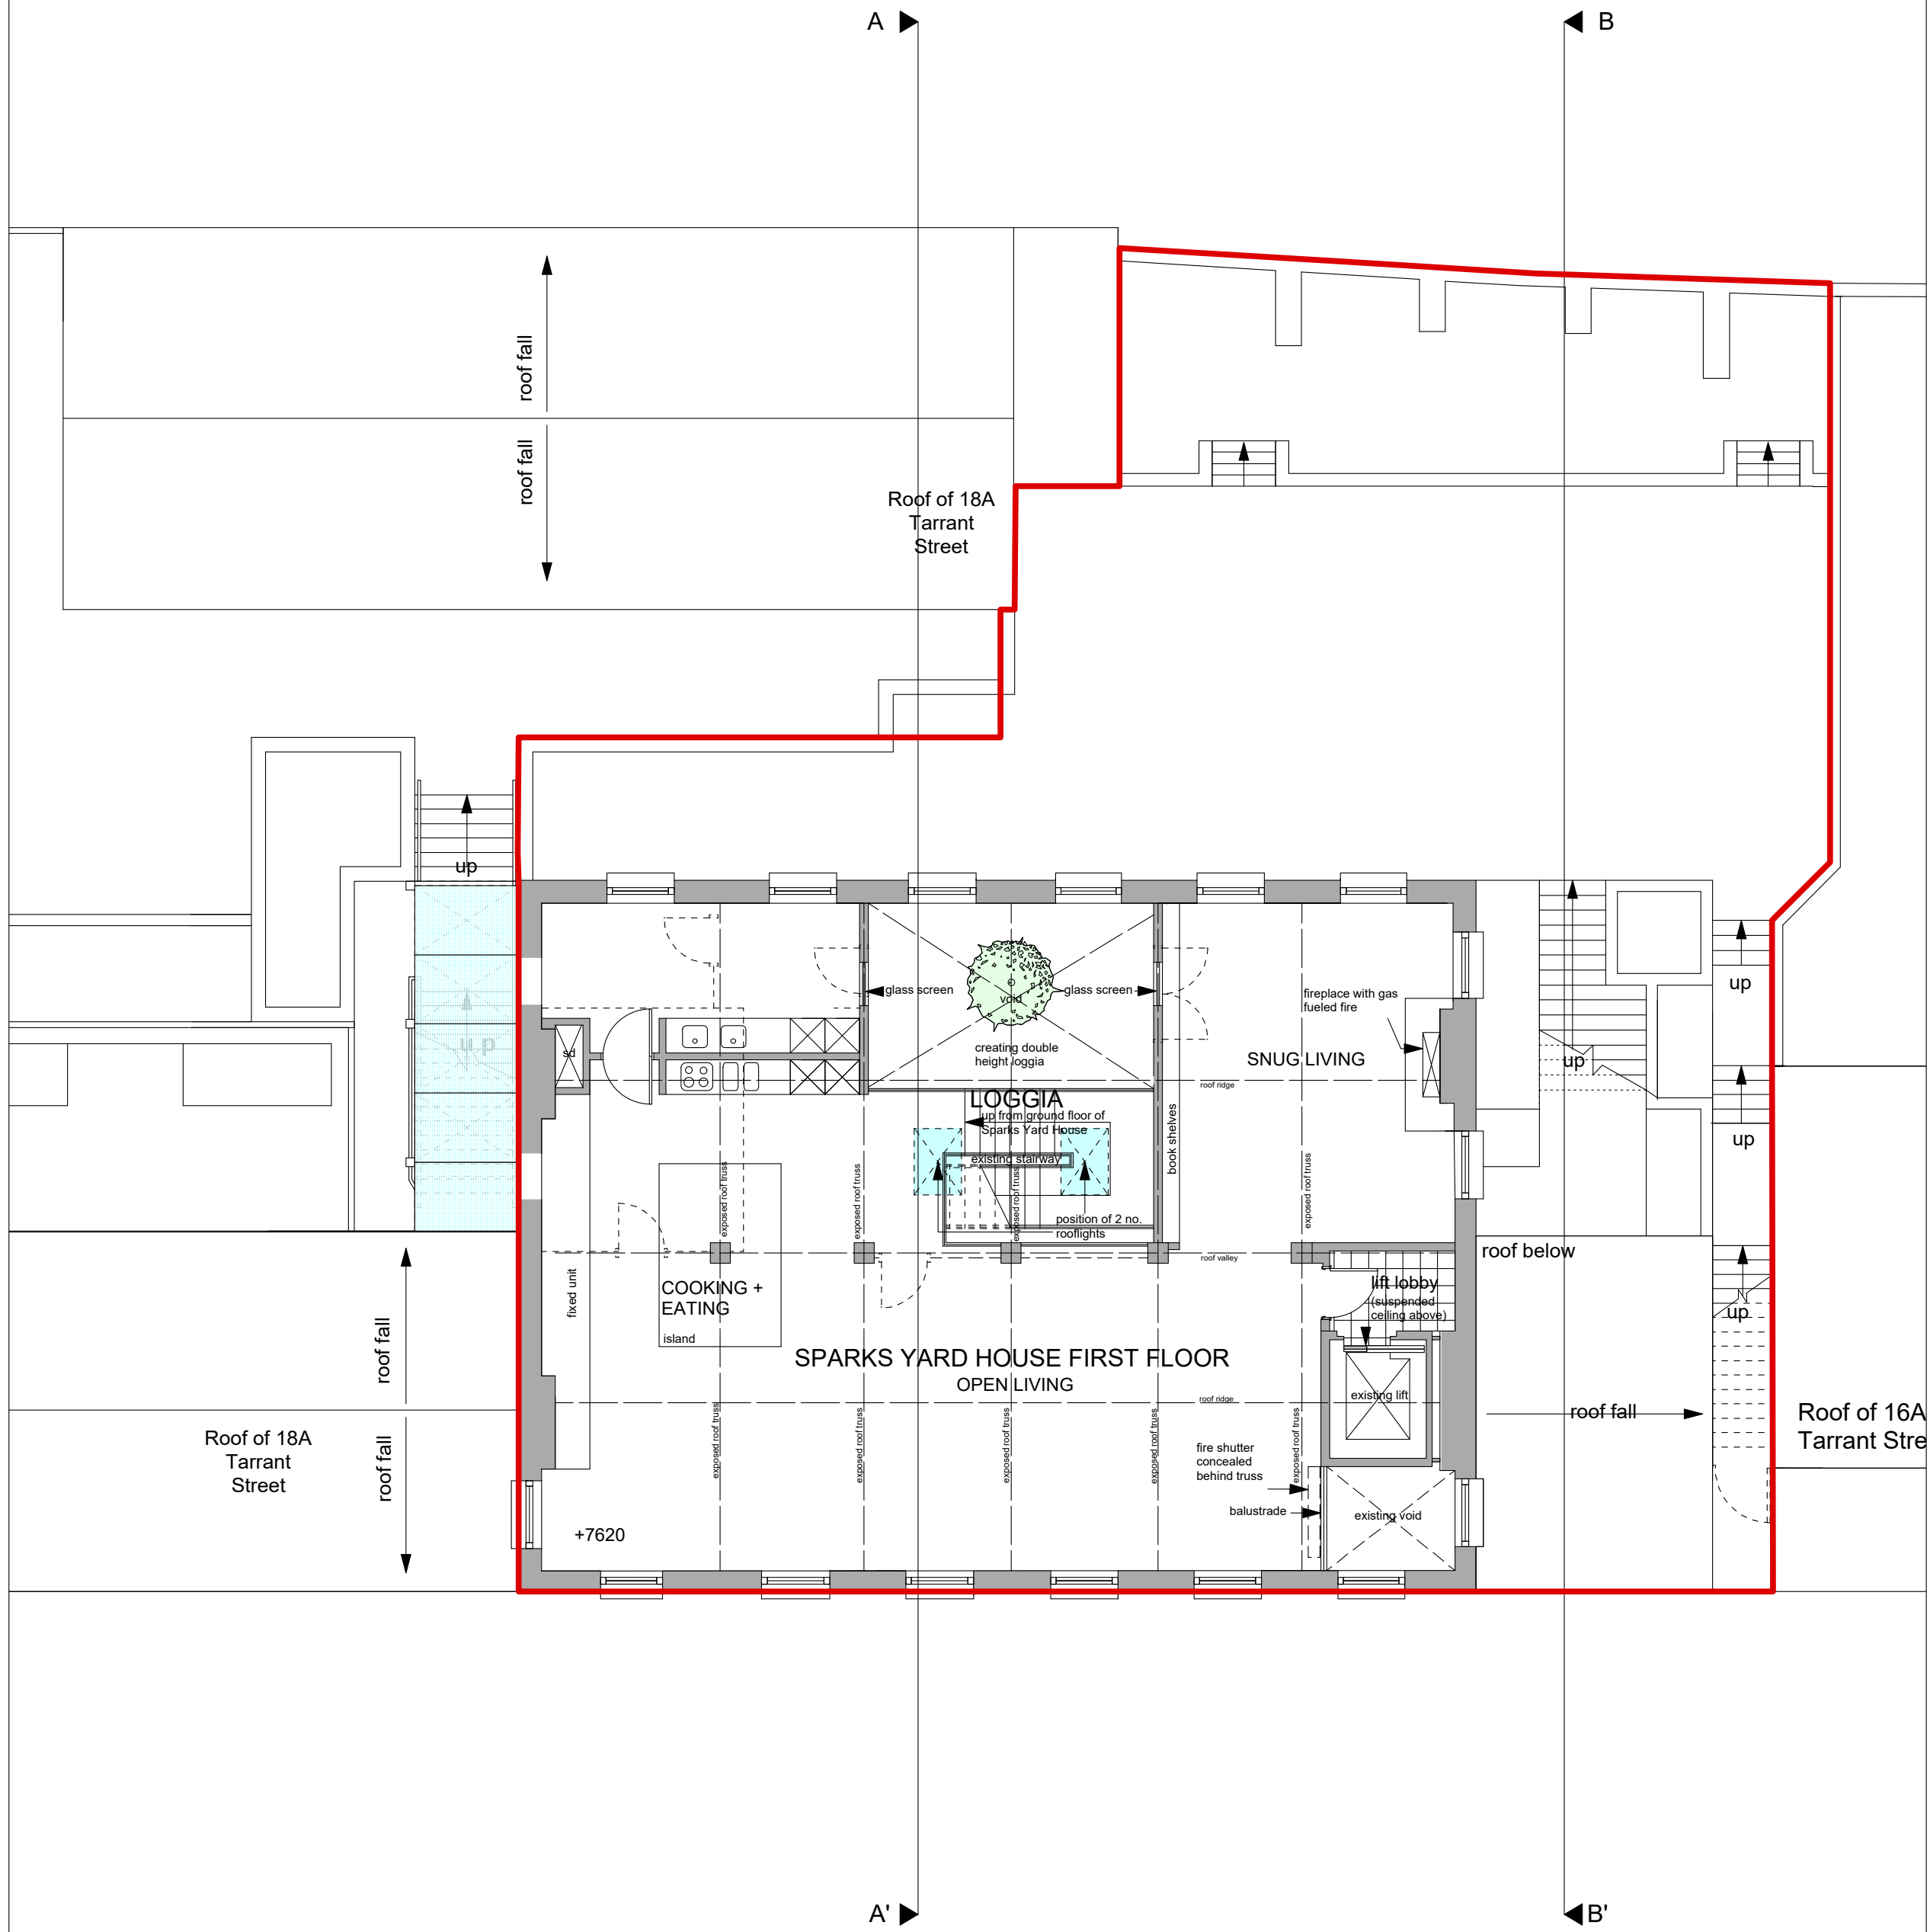 A
B
roof fall
roof fall
Roof of 18A
Tarrant
Street
up
up
glass screen
void
glass screen
creating double
height loggia
fireplace with gas
fueled fire
SNUG LIVING
sd
roof ridge
LOGGIA
up from ground floor of
Sparks Yard House
existing stairway
book shelves
exposed roof truss
exposed roof truss
exposed roof truss
exposed roof truss
position of 2 no.
rooflights
roof valley
up
up
up
up
roof below
lift lobby
(suspended
ceiling above)
fixed unit
COOKING +
EATING
island
SPARKS YARD HOUSE FIRST FLOOR
OPEN LIVING
existing lift
roof ridge
roof fall
Roof of 16A
Tarrant Stre
roof fall
roof fall
Roof of 18A
Tarrant
Street
exposed roof truss
exposed roof truss
exposed roof truss
exposed roof truss
exposed roof truss
fire shutter
concealed
behind truss
balustrade
existing void
+7620
A'
B'